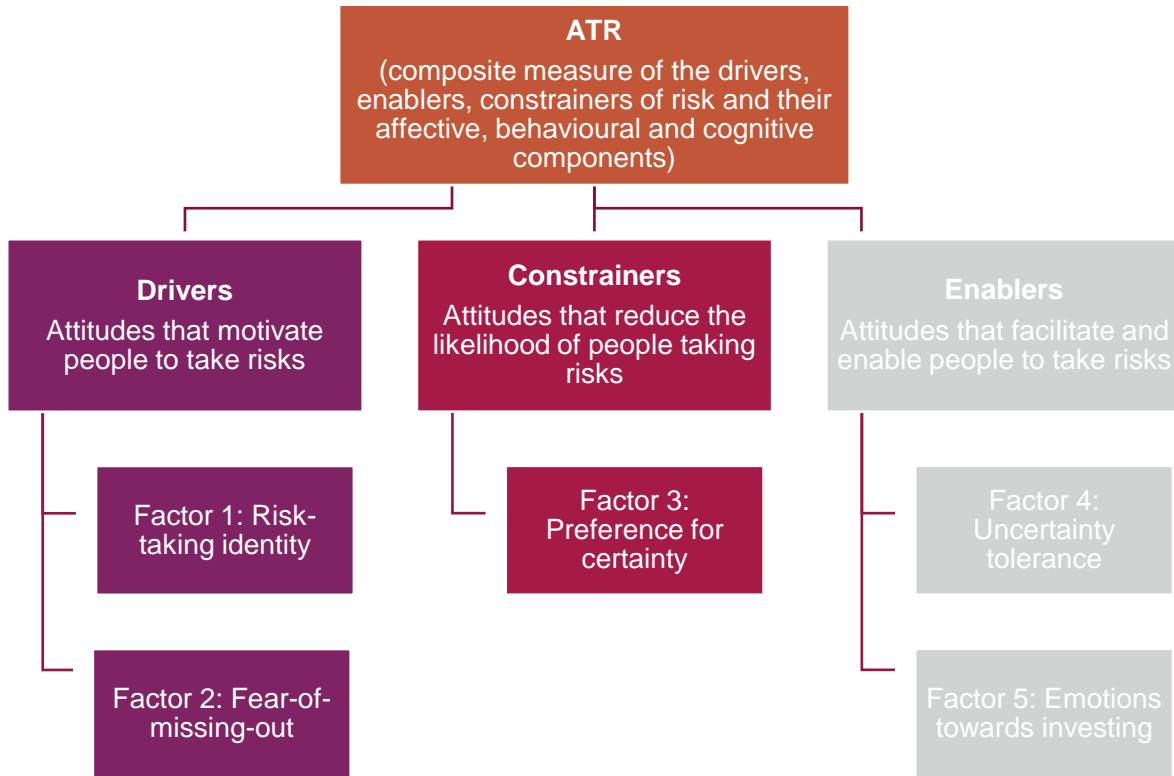 ATR
(composite measure of the drivers,
enablers, constrainers of risk and their
affective, behavioural and cognitive
components)
Drivers
Attitudes that motivate
people to take risks
Constrainers
Attitudes that reduce the
likelihood of people taking
risks
Enablers
Attitudes that facilitate and
enable people to take risks
Factor 1: Risk-
taking identity
Factor 3:
Preference for
certainty
Factor 4:
Uncertainty
tolerance
Factor 2: Fear-of-
missing-out
Factor 5: Emotions
towards investing